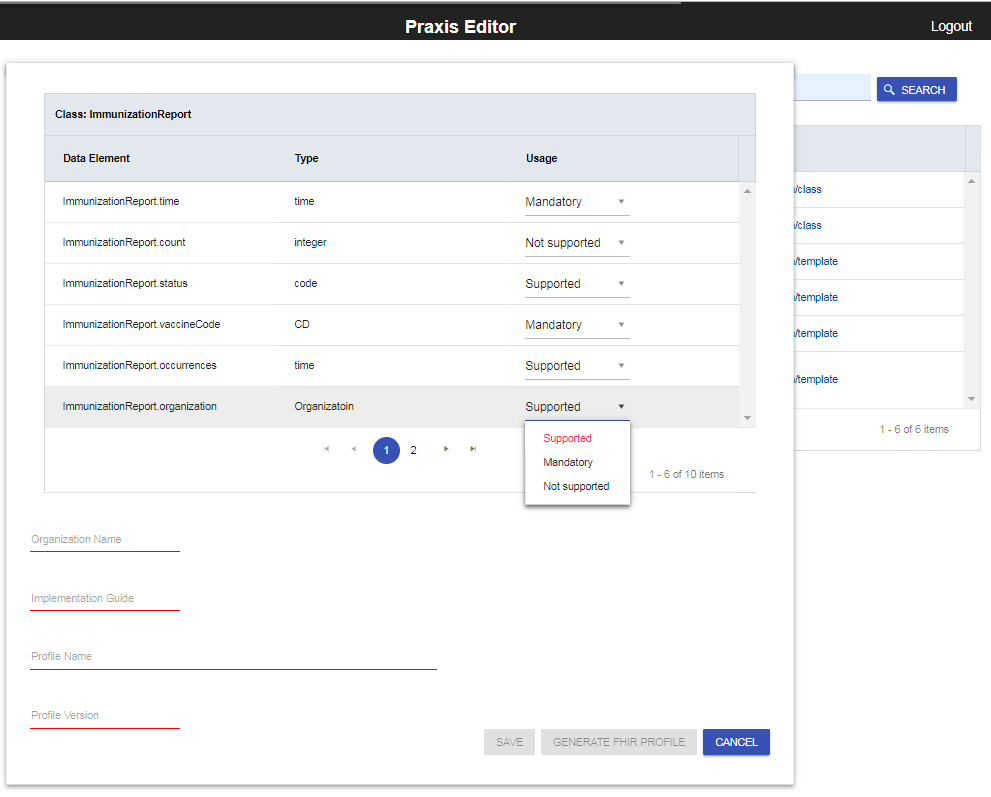 Praxis Editor
Logout
SEARCH
Class: ImmunizationReport
Data Element Type Usage
ImmunizationReport.time time Mandatory
ImmunizationReport.count integer Not supported
ImmunizationReport.status code Supported
ImmunizationReport.vaccineCode CD Mandatory
ImmunizationReport.occurrences time Supported
ImmunizationReport.organization Organizatoin Supported
Supported
Mandatory
Not supported
1 2
1 - 6 of 10 items
/class
/class
/template
/template
/template
/template
1 - 6 of 6 items
Organization Name
Implementation Guide
Profile Name
Profile Version
SAVE GENERATE FHIR PROFILE CANCEL